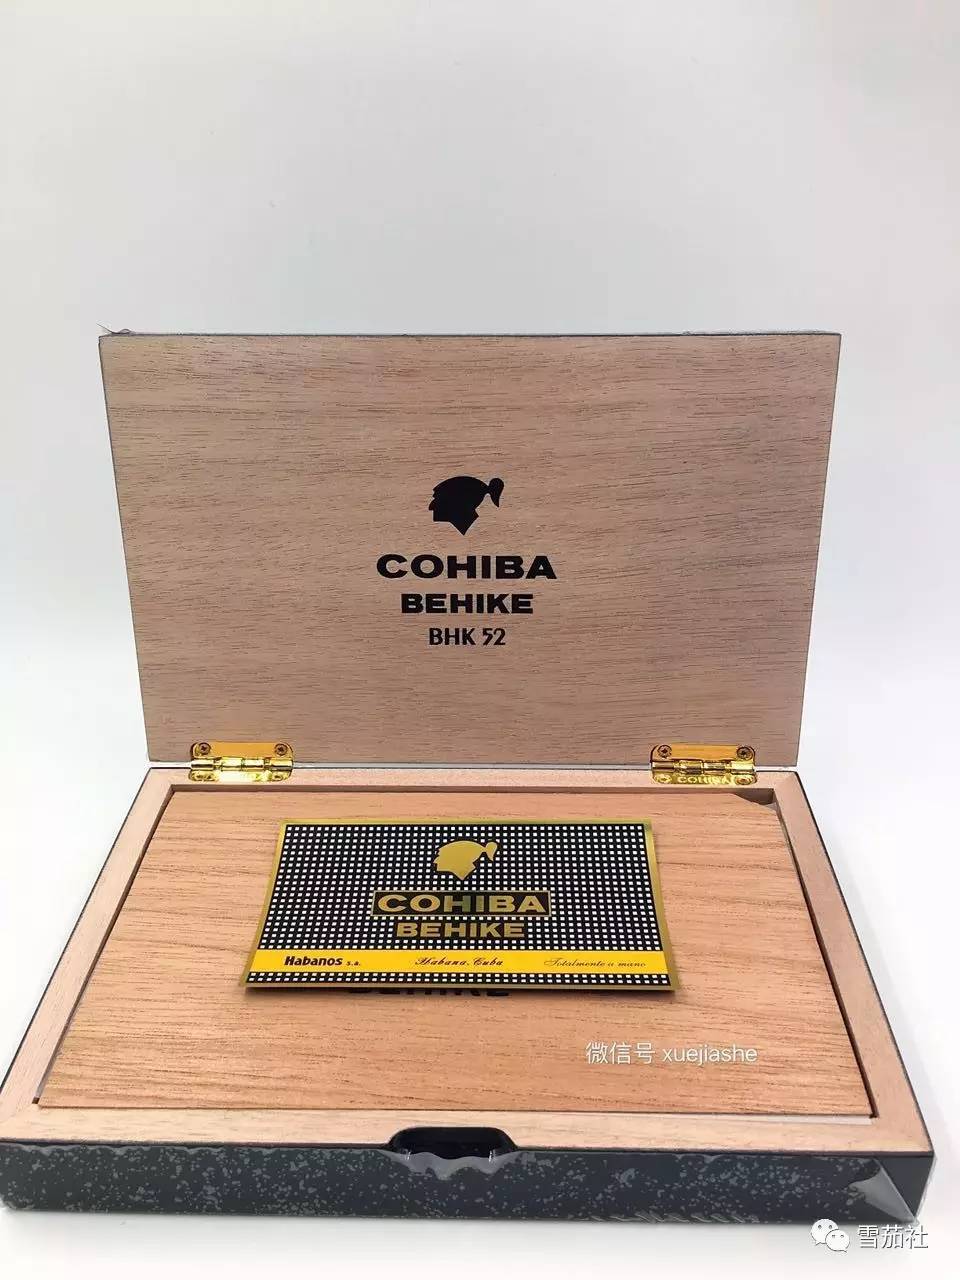 COHIBA
BEHIKE
BHK 52
COHIBA
COHIBA
BEHIKE
Habanos s.a.
Habana, Cuba
Totalmente a mano
BEHIKE
微信号 xuejiashe
雪茄社